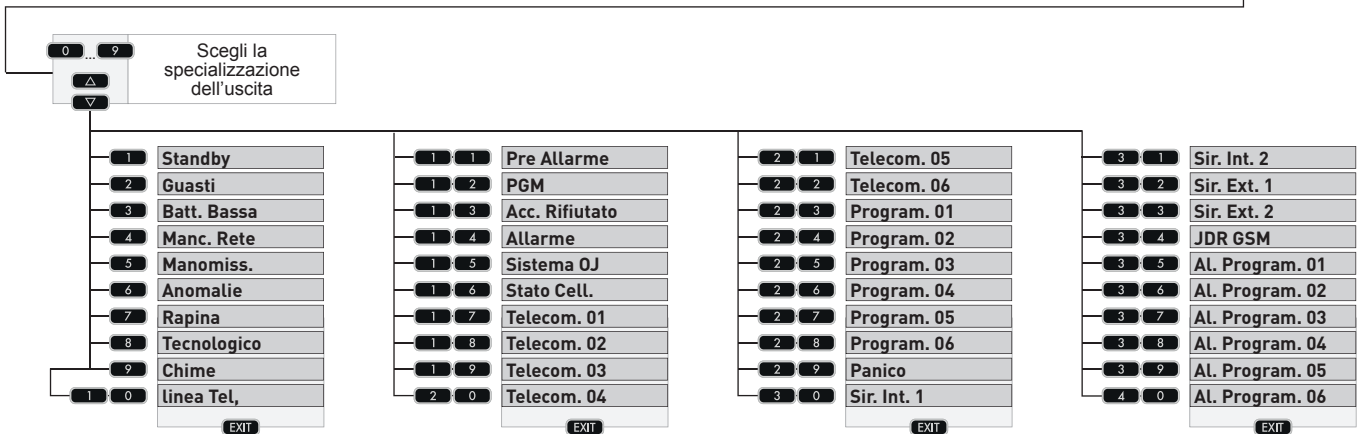 0 ... 9
Scegli la
specializzazione
dell'uscita
1 Standby
2 Guasti
3 Batt. Bassa
4 Manc. Rete
5 Manomiss.
6 Anomalie
7 Rapina
8 Tecnologico
9 Chime
1 0 linea Tel,
EXIT
1 1 Pre Allarme
1 2 PGM
1 3 Acc. Rifiutato
1 4 Allarme
1 5 Sistema OJ
1 6 Stato Cell.
1 7 Telecom. 01
1 8 Telecom. 02
1 9 Telecom. 03
2 0 Telecom. 04
EXIT
2 1 Telecom. 05
2 2 Telecom. 06
2 3 Program. 01
2 4 Program. 02
2 5 Program. 03
2 6 Program. 04
2 7 Program. 05
2 8 Program. 06
2 9 Panico
3 0 Sir. Int. 1
EXIT
3 1 Sir. Int. 2
3 2 Sir. Ext. 1
3 3 Sir. Ext. 2
3 4 JDR GSM
3 5 Al. Program. 01
3 6 Al. Program. 02
3 7 Al. Program. 03
3 8 Al. Program. 04
3 9 Al. Program. 05
4 0 Al. Program. 06
EXIT